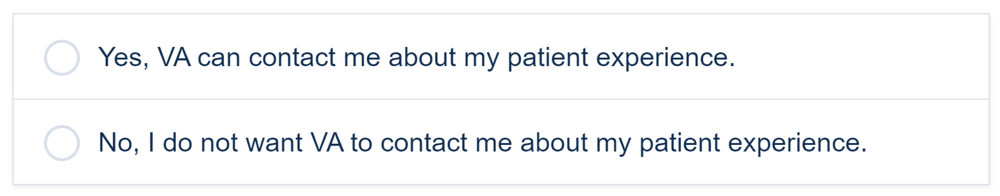 Yes, VA can contact me about my patient experience.
No, I do not want VA to contact me about my patient experience.